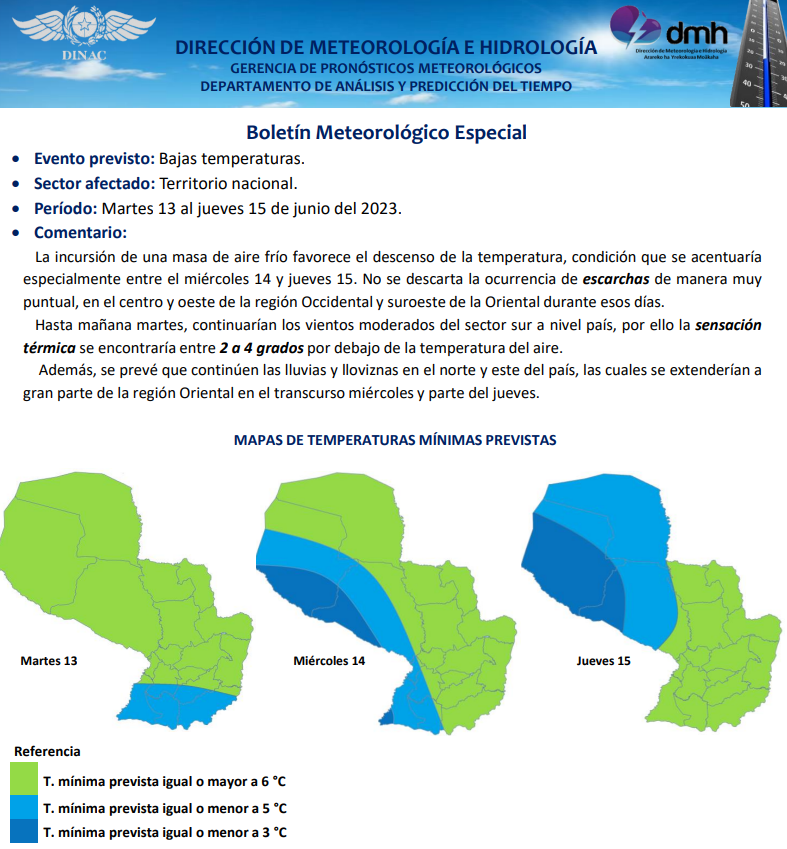 DINAC
DIRECCIÓN DE METEOROLOGÍA E HIDROLOGÍA
GERENCIA DE PRONÓSTICOS METEOROLÓGICOS
DEPARTAMENTO DE ANÁLISIS Y PREDICCIÓN DEL TIEMPO
dmh
Dirección de Meteorología e Hidrología
Boletín Meteorológico Especial
• Evento previsto: Bajas temperaturas.
• Sector afectado: Territorio nacional.
• Período: Martes 13 al jueves 15 de junio del 2023.
• Comentario:
La incursión de una masa de aire frío favorece el descenso de la temperatura, condición que se acentuaría
especialmente entre el miércoles 14 y jueves 15. No se descarta la ocurrencia de escarchas de manera muy
puntual, en el centro y oeste de la región Occidental y suroeste de la Oriental durante esos días.
Hasta mañana martes, continuarían los vientos moderados del sector sur a nivel país, por ello la sensación
térmica se encontraría entre 2 a 4 grados por debajo de la temperatura del aire.
Además, se prevé que continúen las lluvias y lloviznas en el norte y este del país, las cuales se extenderían a
gran parte de la región Oriental en el transcurso miércoles y parte del jueves.
MAPAS DE TEMPERATURAS MÍNIMAS PREVISTAS
Martes 13
Miércoles 14
Jueves 15
Referencia
T. mínima prevista igual o mayor a 6 °C
T. mínima prevista igual o menor a 5 °C
T. mínima prevista igual o menor a 3 °C